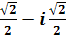 √2/2 − i √2/2